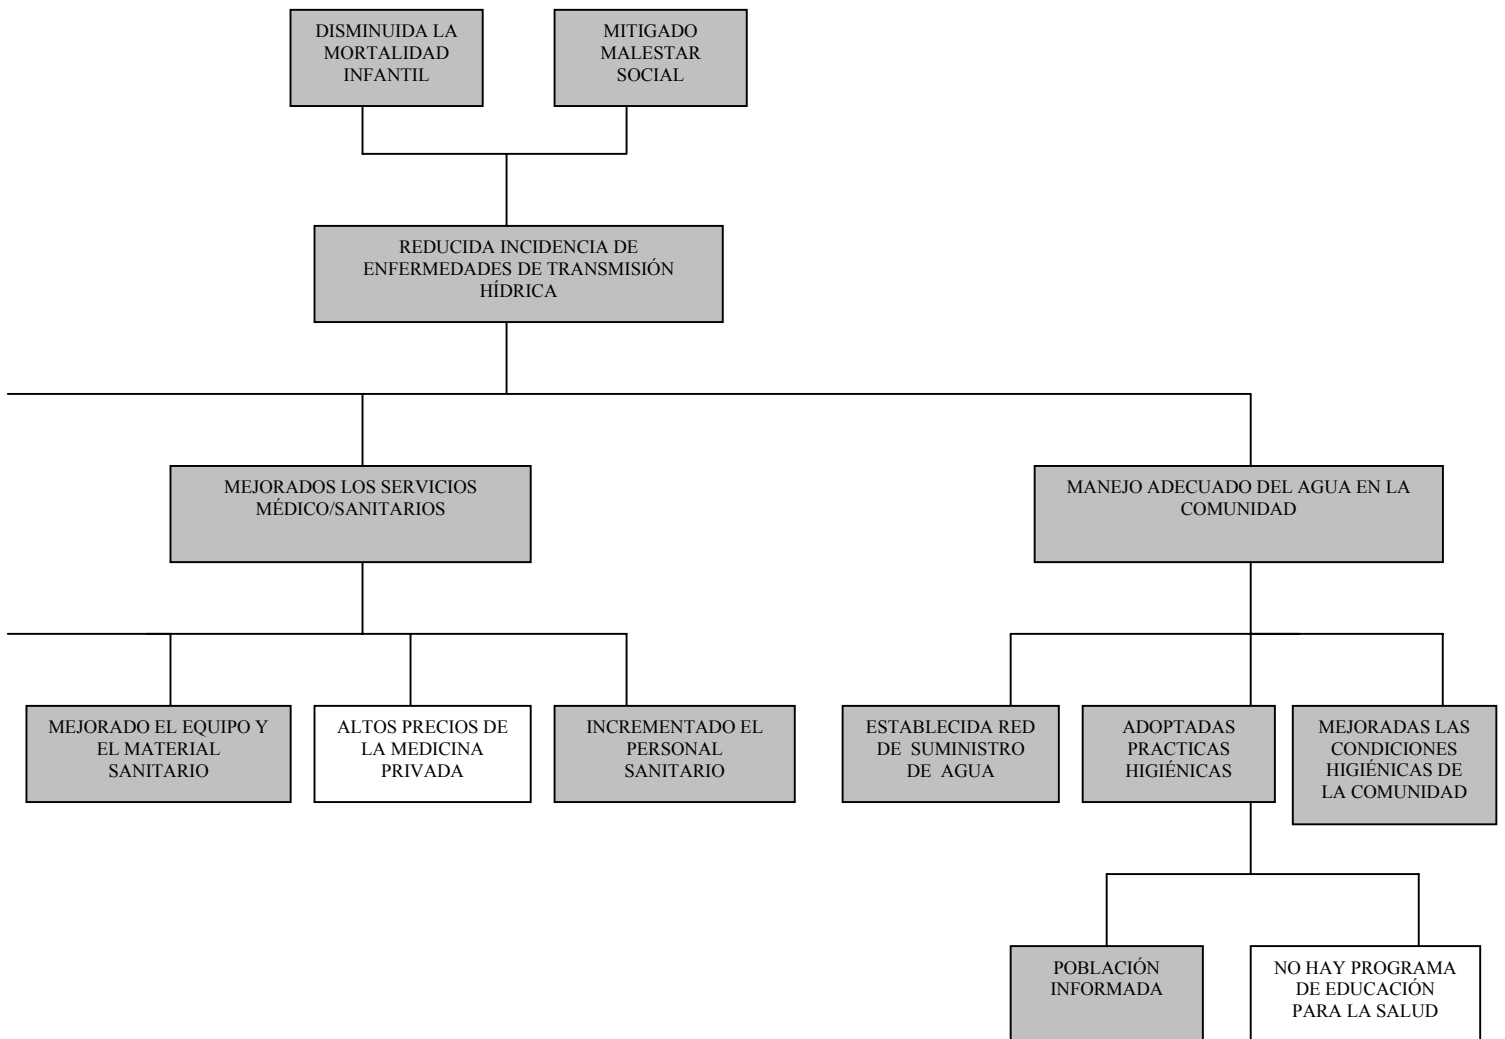 DISMINUIDA LA
MORTALIDAD
INFANTIL
MITIGADO
MALESTAR
SOCIAL
REDUCIDA INCIDENCIA DE
ENFERMEDADES DE TRANSMISIÓN
HÍDRICA
MEJORADOS LOS SERVICIOS
MÉDICO/SANITARIOS
MANEJO ADECUADO DEL AGUA EN LA
COMUNIDAD
MEJORADO EL EQUIPO Y
EL MATERIAL
SANITARIO
ALTOS PRECIOS DE
LA MEDICINA
PRIVADA
INCREMENTADO EL
PERSONAL
SANITARIO
ESTABLECIDA RED
DE SUMINISTRO
DE AGUA
ADOPTADAS
PRACTICAS
HIGIÉNICAS
MEJORADAS LAS
CONDICIONES
HIGIÉNICAS DE
LA COMUNIDAD
POBLACIÓN
INFORMADA
NO HAY PROGRAMA
DE EDUCACIÓN
PARA LA SALUD